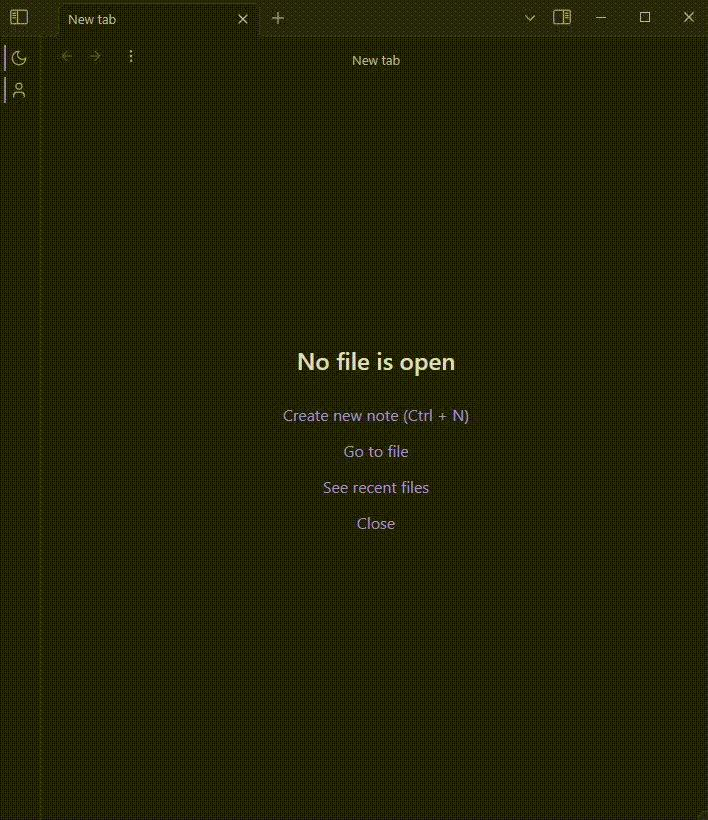 New tab
New tab
No file is open
Create new note (Ctrl + N)
Go to file
See recent files
Close